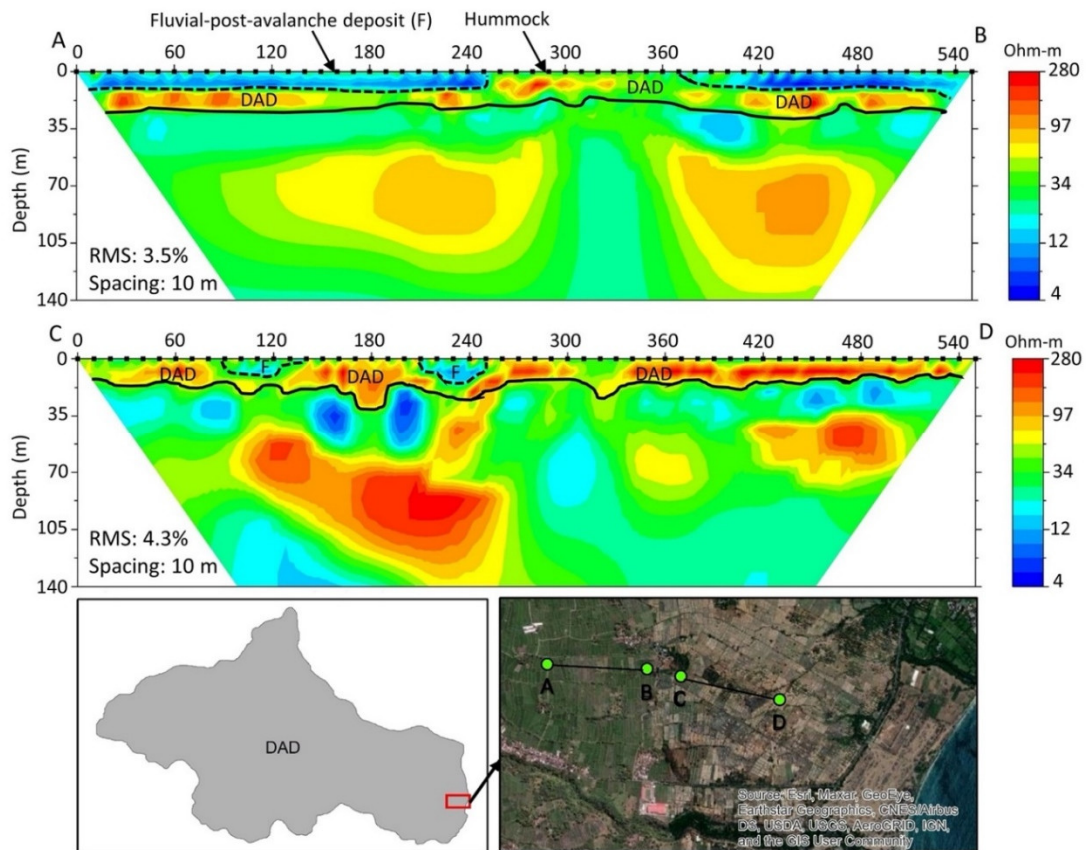 Fluvial-post-avalanche deposit (F) Hummock
A B
0 60 120 180 240 300 360 420 480
Ohm-m
0 DAD DAD DAD 280
35 97
70 34
105 12
140 4
Depth (m)
RMS: 3.5%
Spacing: 10 m
C D
0 60 120 180 240 300 360 420 480 540
Ohm-m
0 DAD F DAD F DAD 280
35 97
70 34
105 12
140 4
Depth (m)
RMS: 4.3%
Spacing: 10 m
DAD
A B C D
Source: Esri, Maxar, GeoEye,
Earthstar Geographics, CNES/Airbus
DS, USDA, USGS, AeroGRID, IGN,
and the GIS User Community